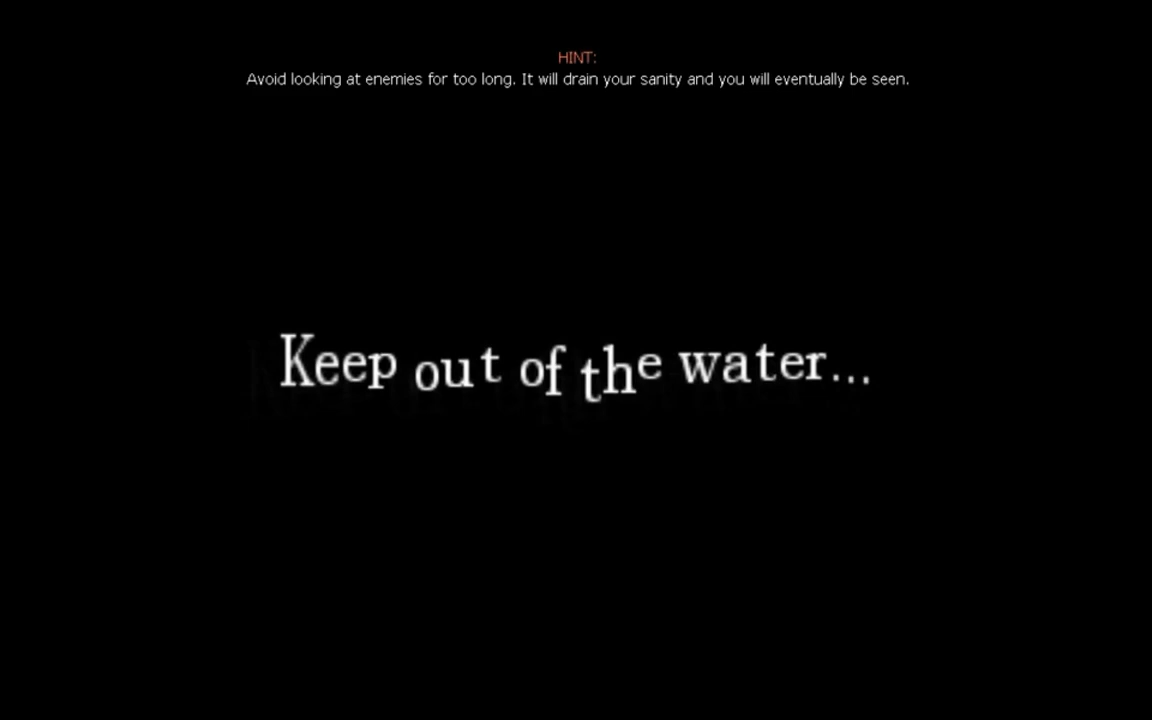 HINT:
Avoid looking at enemies for too long. It will drain your sanity and you will eventually be seen.
Keep out of the water...